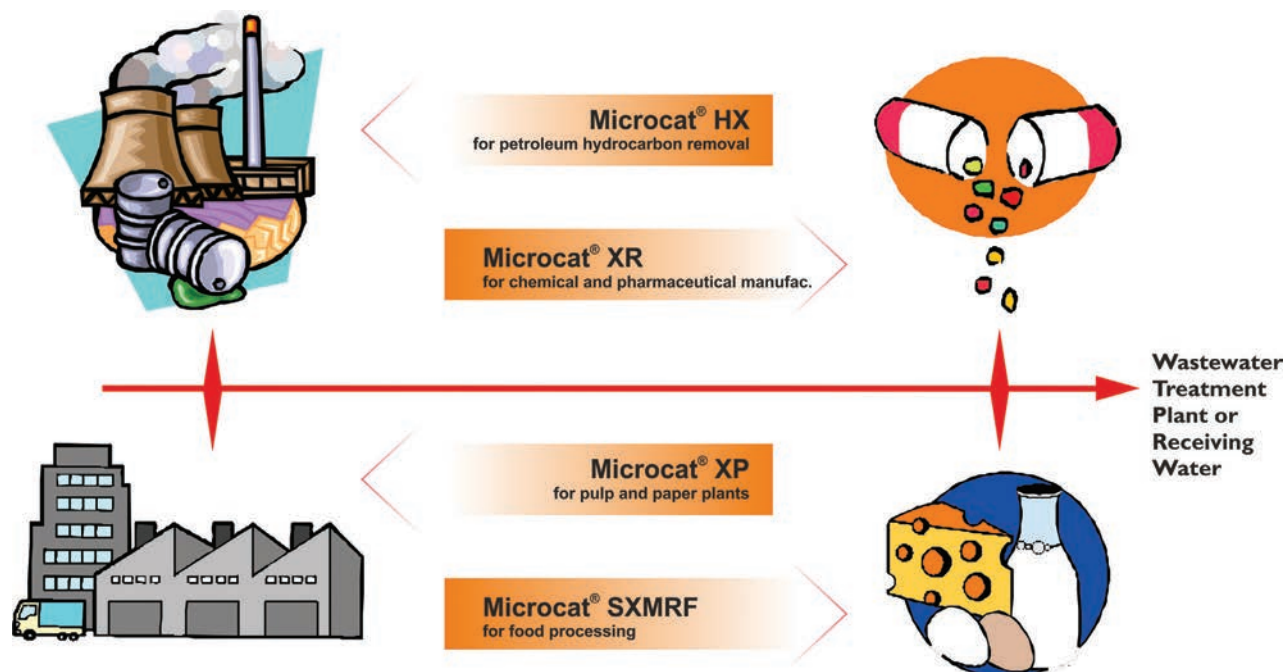 Microcat® HX
for petroleum hydrocarbon removal
Microcat® XR
for chemical and pharmaceutical manufac.
Wastewater
Treatment
Plant or
Receiving
Water
Microcat® XP
for pulp and paper plants
Microcat® SXMRF
for food processing